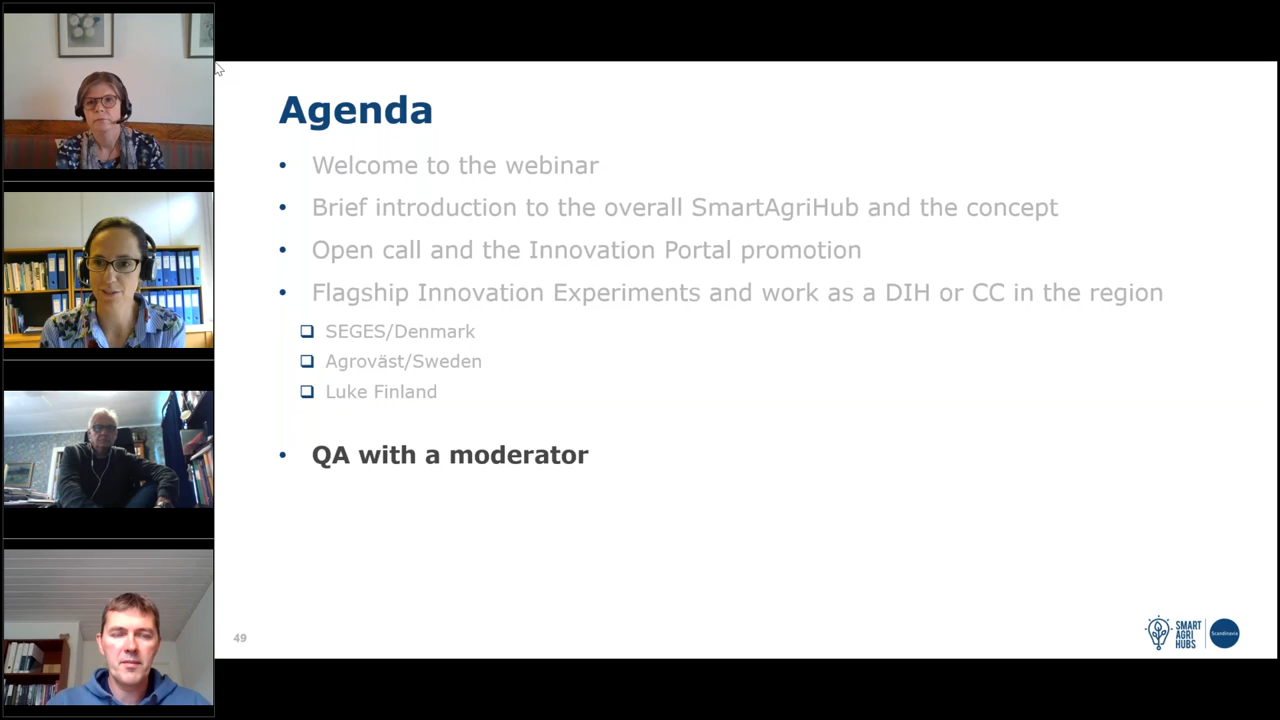 Agenda
• Welcome to the webinar
• Brief introduction to the overall SmartAgriHub and the concept
• Open call and the Innovation Portal promotion
• Flagship Innovation Experiments and work as a DIH or CC in the region
❑ SEGES/Denmark
❑ Agroväst/Sweden
❑ Luke Finland
• QA with a moderator
49
SMART
AGRI
HUBS
Scandinavia